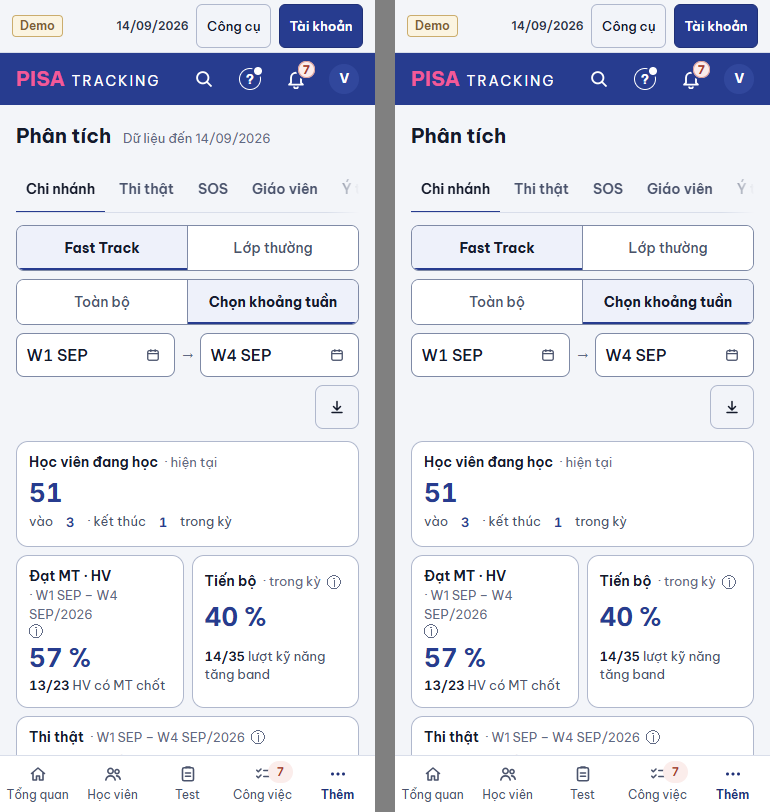 Demo 14/09/2026 Công cụ Tài khoản
PISA TRACKING ? 7 V
Phân tích Dữ liệu đến 14/09/2026
Chi nhánh Thi thật SOS Giáo viên Ý
Fast Track Lớp thường
Toàn bộ Chọn khoảng tuần
W1 SEP → W4 SEP
Học viên đang học · hiện tại
51
vào 3 · kết thúc 1 trong kỳ
Đạt MT · HV
· W1 SEP – W4
SEP/2026
57 %
13/23 HV có MT chốt
Tiến bộ · trong kỳ
40 %
14/35 lượt kỹ năng
tăng band
Thi thật · W1 SEP – W4 SEP/2026
7
Tổng quan Học viên Test Công việc Thêm
Demo 14/09/2026 Công cụ Tài khoản
PISA TRACKING ? 7 V
Phân tích
Chi nhánh Thi thật SOS Giáo viên Ý
Fast Track Lớp thường
Toàn bộ Chọn khoảng tuần
W1 SEP → W4 SEP
Học viên đang học · hiện tại
51
vào 3 · kết thúc 1 trong kỳ
Đạt MT · HV
· W1 SEP – W4
SEP/2026
57 %
13/23 HV có MT chốt
Tiến bộ · trong kỳ
40 %
14/35 lượt kỹ năng
tăng band
Thi thật · W1 SEP – W4 SEP/2026
7
Tổng quan Học viên Test Công việc Thêm